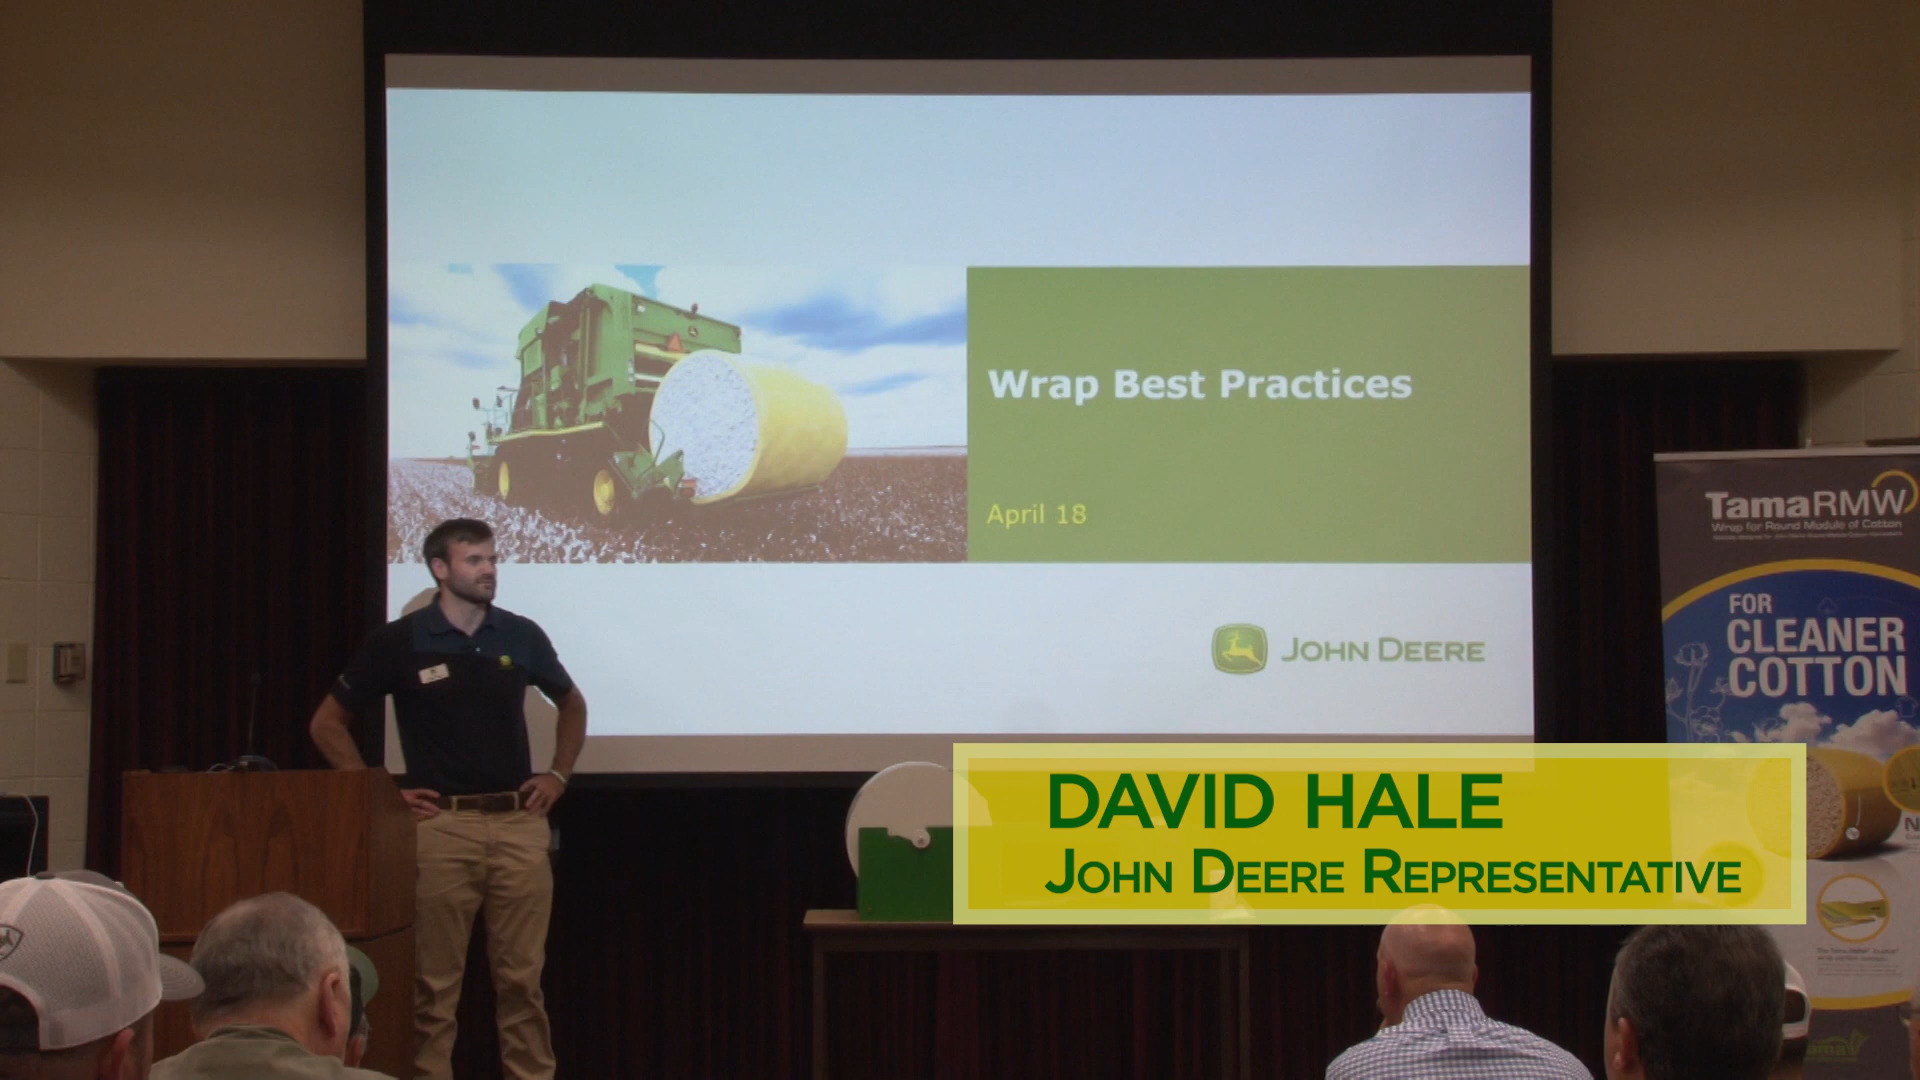 Wrap Best Practices
April 18
JOHN DEERE
TamaRMW
Wrap for Round Module of Cotton
FOR
CLEANER
COTTON
DAVID HALE
JOHN DEERE REPRESENTATIVE